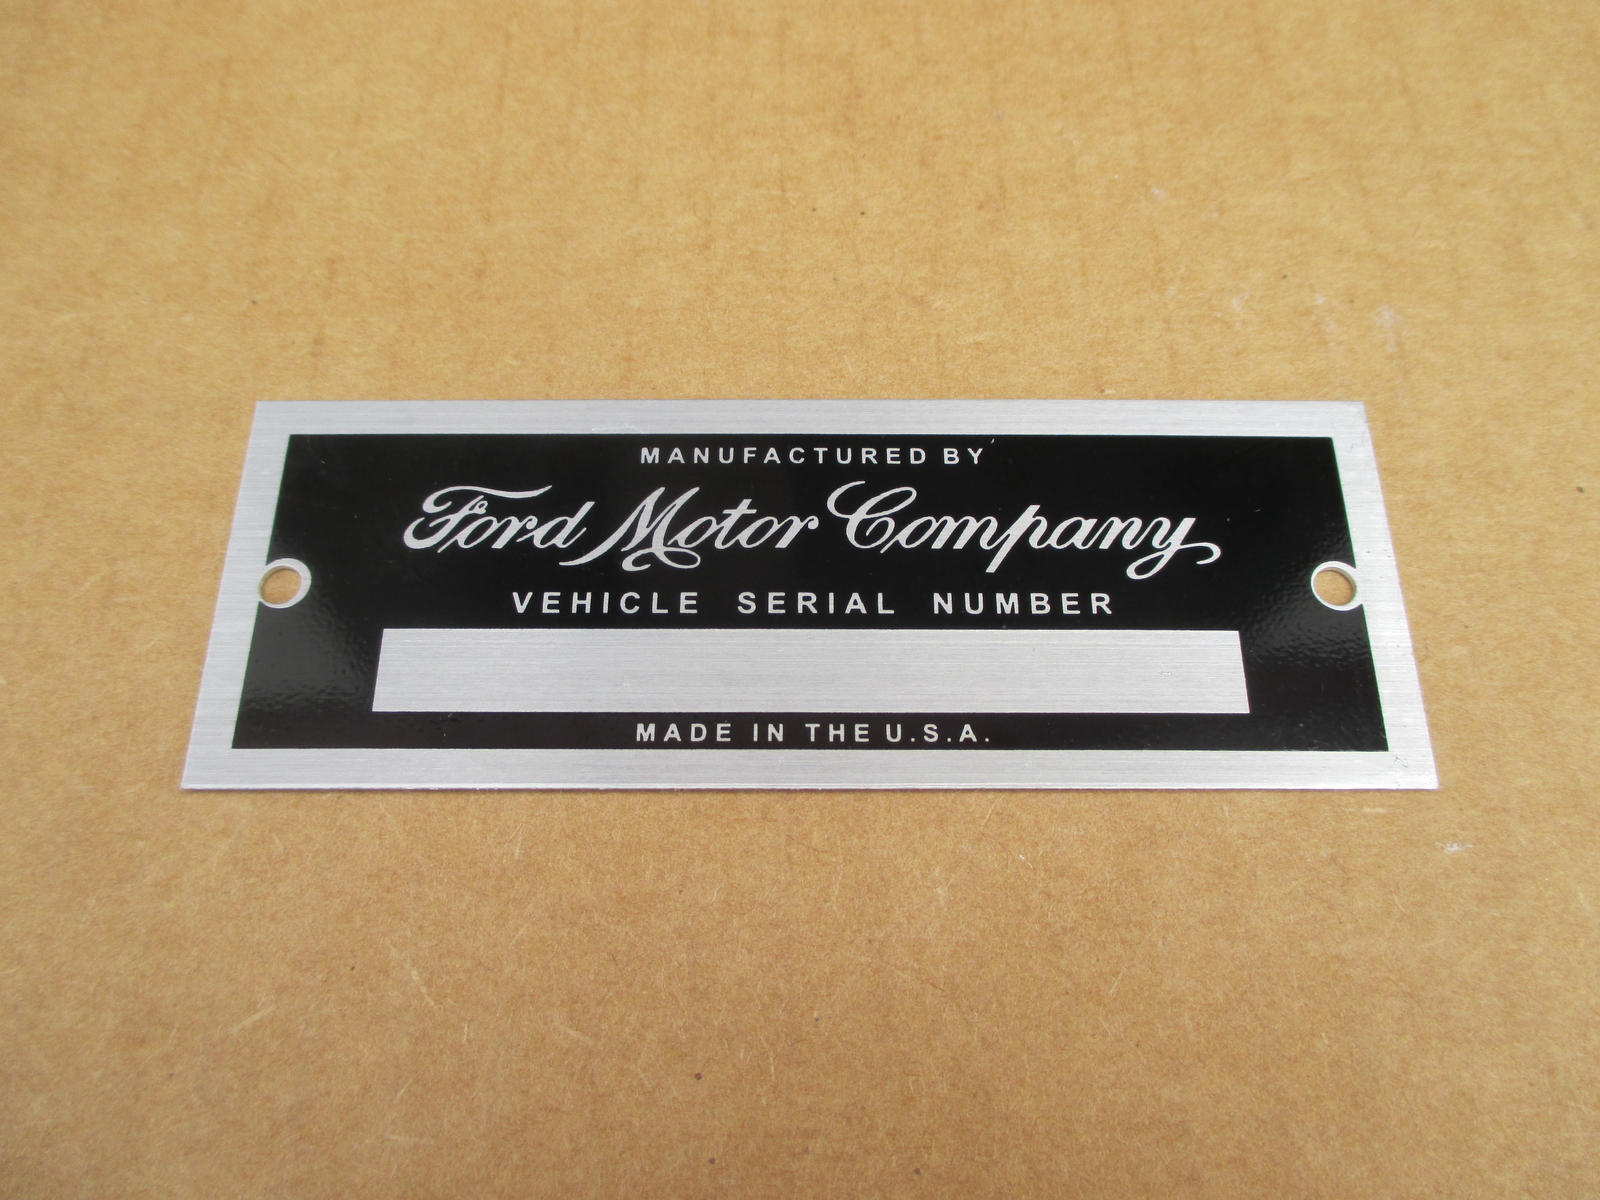 MANUFACTURED BY
Ford Motor Company
VEHICLE SERIAL NUMBER
MADE IN THE U.S.A.